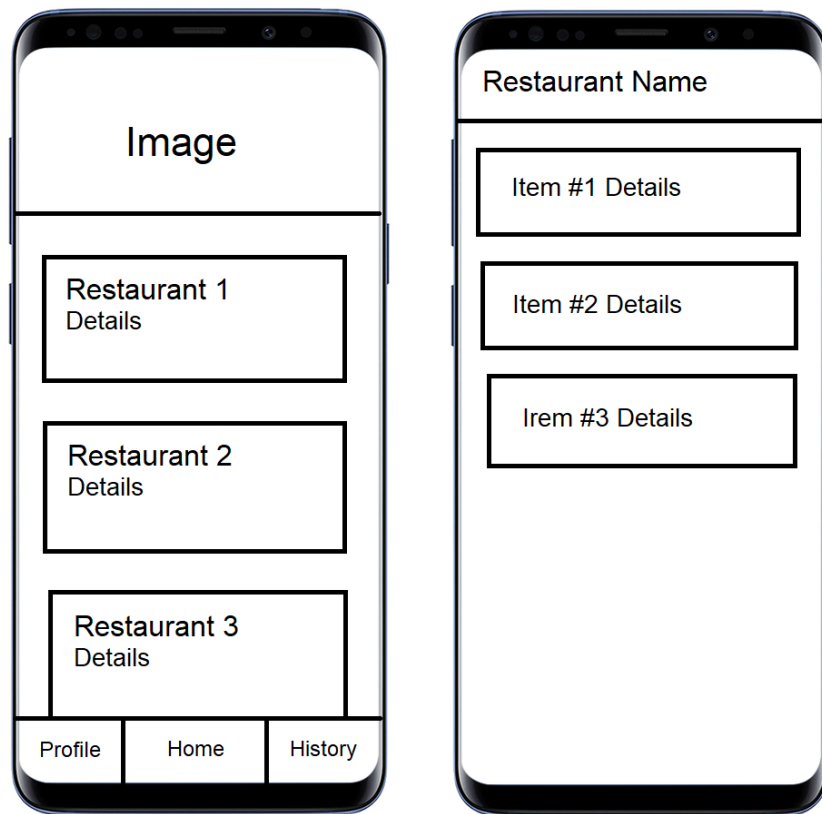 Image
Restaurant 1
Details
Restaurant 2
Details
Restaurant 3
Details
Profile
Home
History
Restaurant Name
Item #1 Details
Item #2 Details
Irem #3 Details